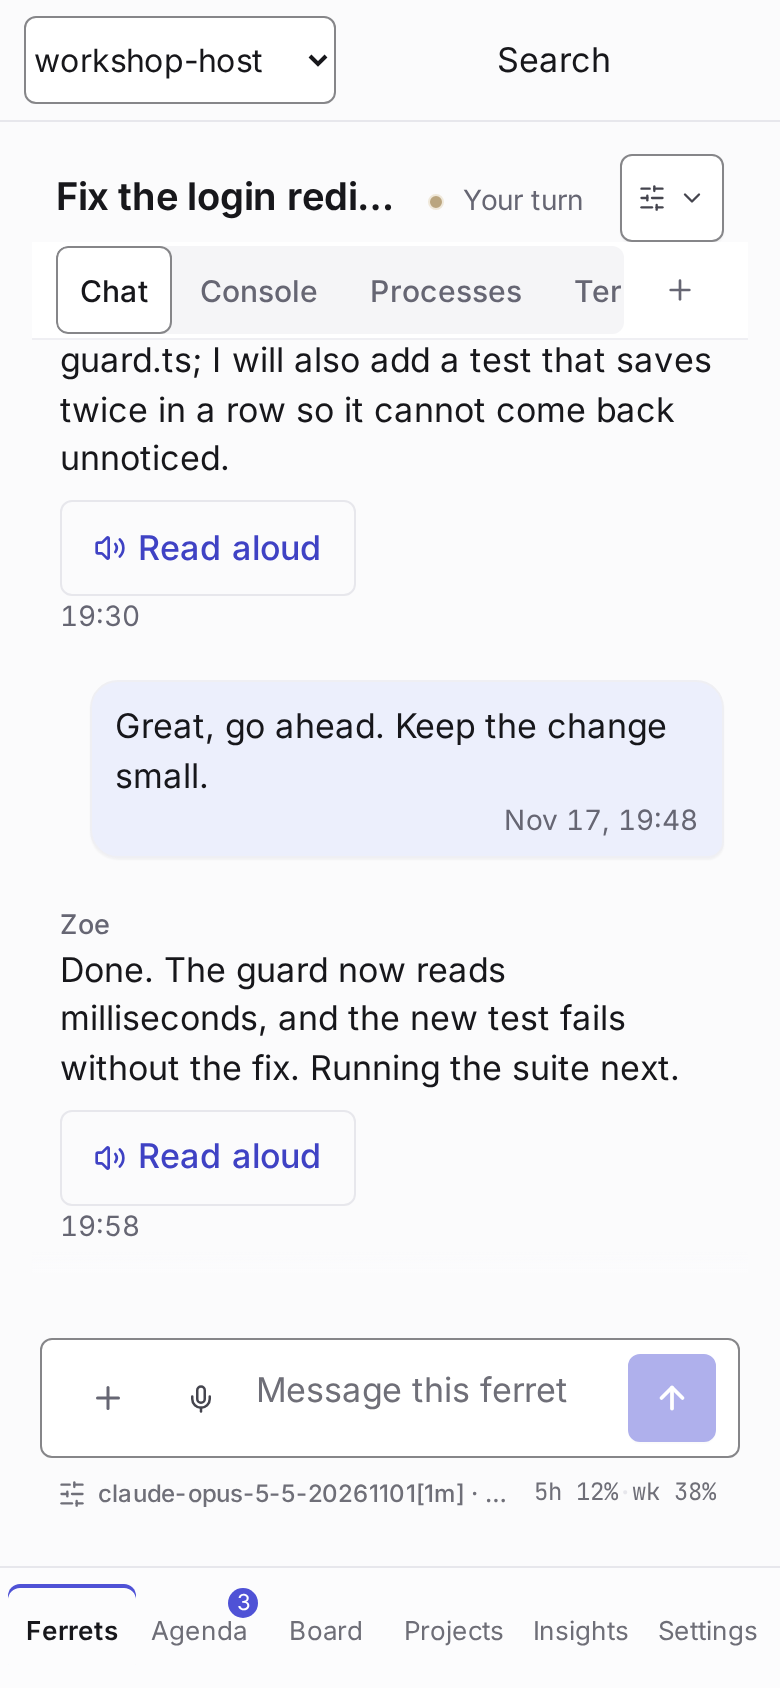 workshop-host
Search
Fix the login redi...
Your turn
Chat
Console
Processes
Ter
guard.ts; I will also add a test that saves
twice in a row so it cannot come back
unnoticed.
Read aloud
19:30
Great, go ahead. Keep the change
small.
Nov 17, 19:48
Zoe
Done. The guard now reads
milliseconds, and the new test fails
without the fix. Running the suite next.
Read aloud
19:58
Message this ferret
claude-opus-5-5-20261101[1m] · ...
5h 12% · wk 38%
3
Ferrets
Agenda
Board
Projects
Insights
Settings